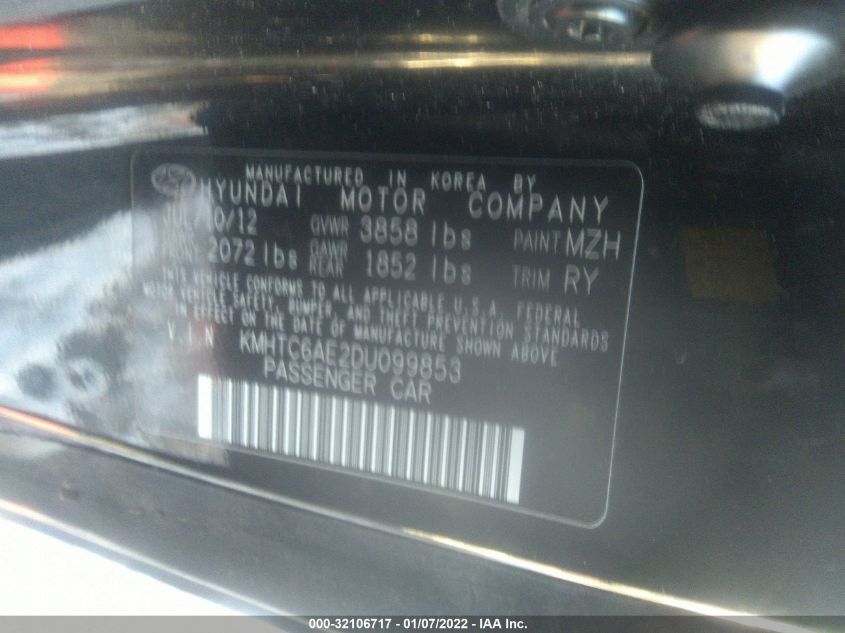 MANUFACTURED IN KOREA BY
HYUNDAI MOTOR COMPANY
GVWR 3858 lbs PAINT MZH
2072 lbs GAWR REAR 1852 lbs TRIM RY
THIS VEHICLE CONFORMS TO ALL APPLICABLE U.S.A. FEDERAL
MOTOR VEHICLE SAFETY, BUMPER, AND THEFT PREVENTION STANDARDS
IN EFFECT ON THE DATE OF MANUFACTURE SHOWN ABOVE
V.I.N KMHTC6AE2DU099853
PASSENGER CAR
000-32106717 — 01/07/2022 — IAA Inc.